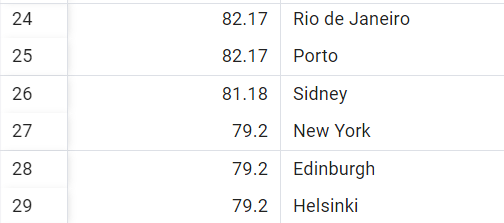 24 82.17 Rio de Janeiro
25 82.17 Porto
26 81.18 Sidney
27 79.2 New York
28 79.2 Edinburgh
29 79.2 Helsinki